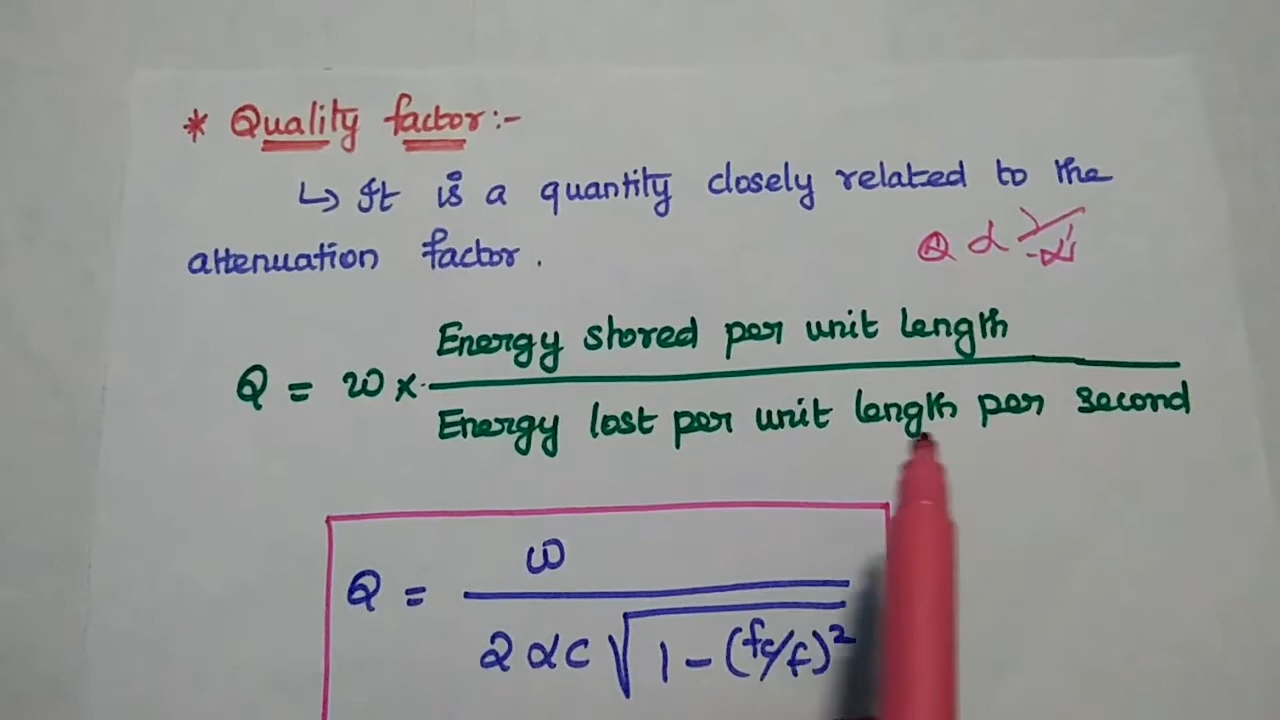 * Quality factor:-
↳ It is a quantity closely related to the
attenuation factor.
Q = ω × Energy stored per unit length
Energy lost per unit length per second
Q = ω
2αc√1-(fc/f)²